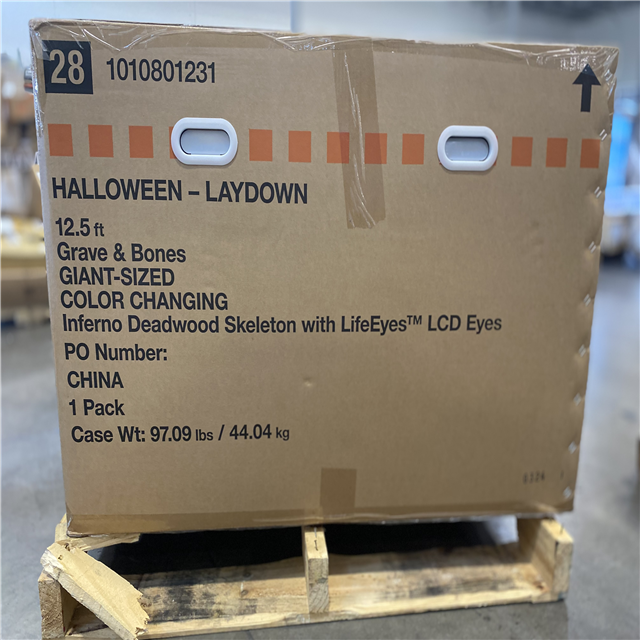 28 1010801231
HALLOWEEN – LAYDOWN
12.5 ft
Grave & Bones
GIANT-SIZED
COLOR CHANGING
Inferno Deadwood Skeleton with LifeEyes™ LCD Eyes
PO Number:
CHINA
1 Pack
Case Wt: 97.09 lbs / 44.04 kg